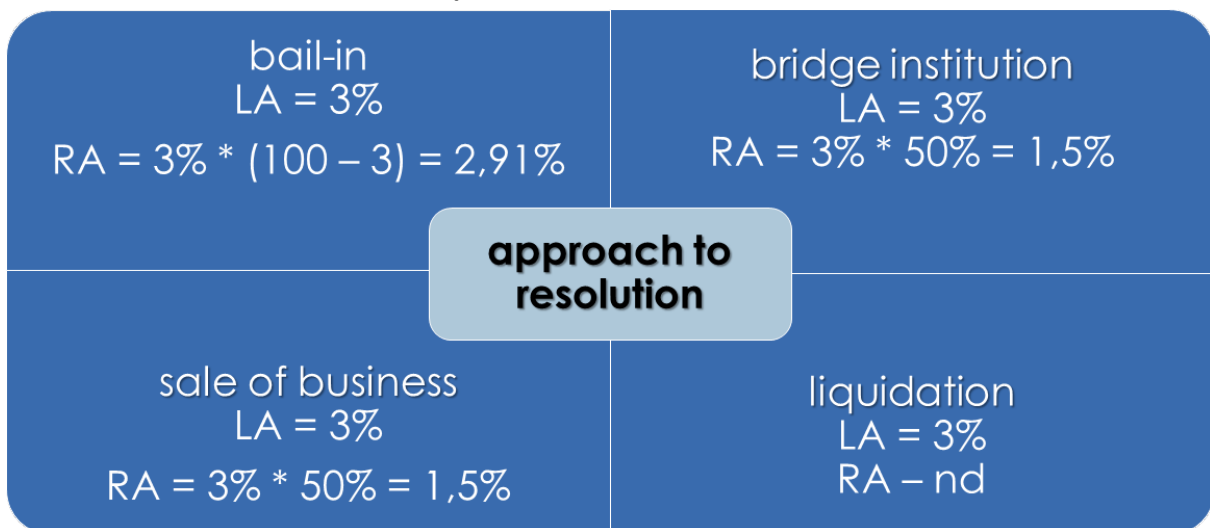 bail-in
LA = 3%
RA = 3% * (100 – 3) = 2,91%
bridge institution
LA = 3%
RA = 3% * 50% = 1,5%
approach to
resolution
sale of business
LA = 3%
RA = 3% * 50% = 1,5%
liquidation
LA = 3%
RA – nd